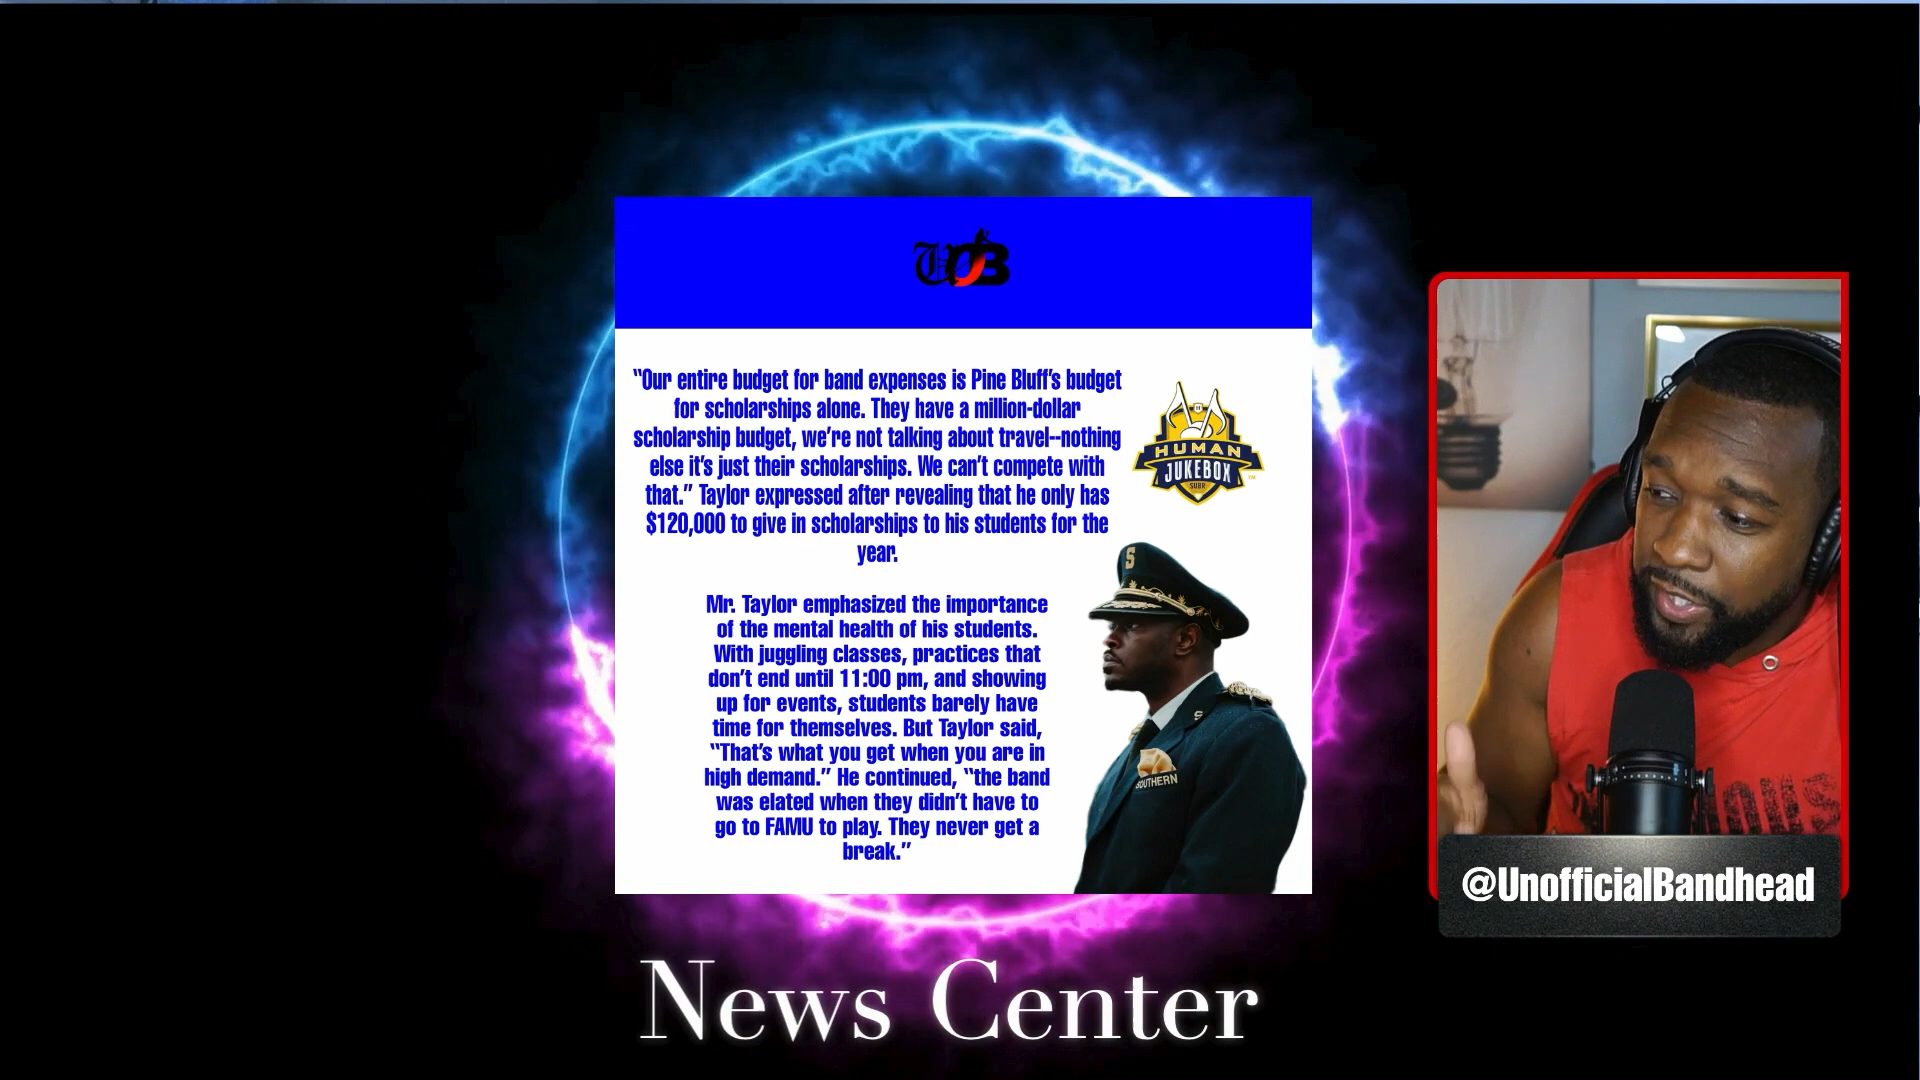 UOB
“Our entire budget for band expenses is Pine Bluff’s budget
for scholarships alone. They have a million-dollar
scholarship budget, we’re not talking about travel--nothing
else it’s just their scholarships. We can’t compete with
that.” Taylor expressed after revealing that he only has
$120,000 to give in scholarships to his students for the
year.
HUMAN
JUKEBOX
SUBR
TM
Mr. Taylor emphasized the importance
of the mental health of his students.
With juggling classes, practices that
don’t end until 11:00 pm, and showing
up for events, students barely have
time for themselves. But Taylor said,
“That’s what you get when you are in
high demand.” He continued, “the band
was elated when they didn’t have to
go to FAMU to play. They never get a
break.”
S
S
SOUTHERN
@UnofficialBandhead
News Center